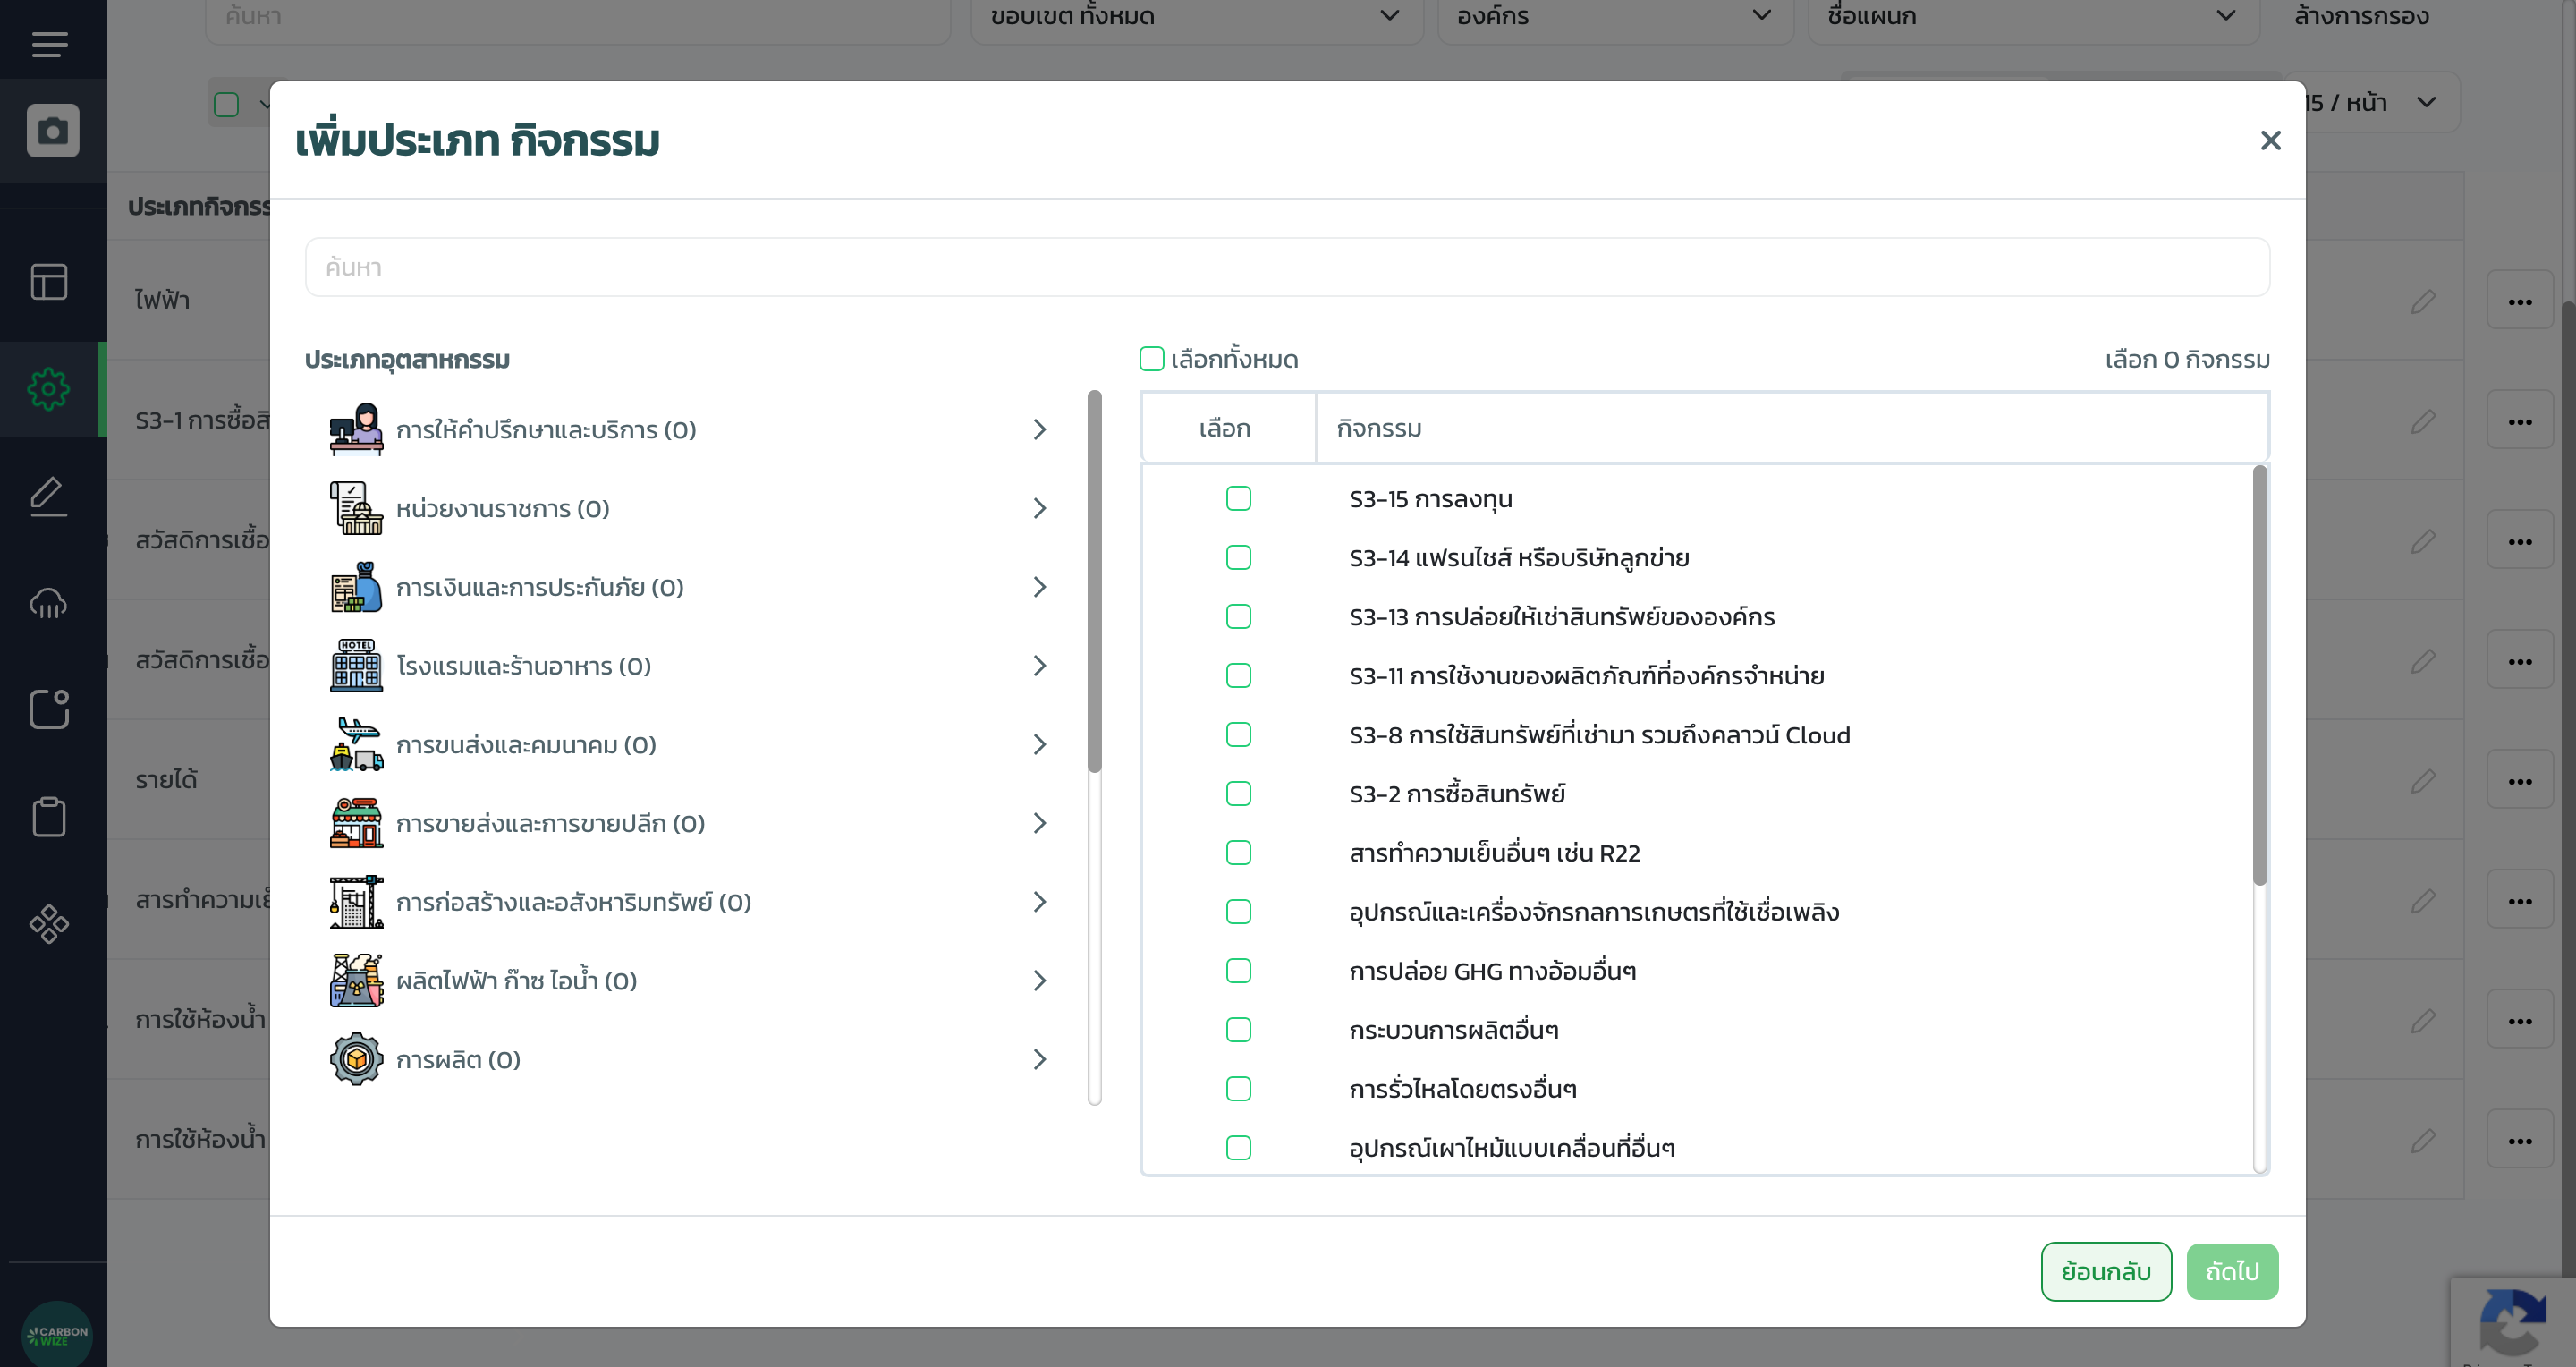 ค้นหา
ขอบเขต ทั้งหมด
องค์กร
ชื่อแผนก
ล้างการกรอง
15 / หน้า
เพิ่มประเภท กิจกรรม
ค้นหา
ประเภทอุตสาหกรรม
การให้คำปรึกษาและบริการ (0)
หน่วยงานราชการ (0)
การเงินและการประกันภัย (0)
HOTEL
โรงแรมและร้านอาหาร (0)
การขนส่งและคมนาคม (0)
การขายส่งและการขายปลีก (0)
การก่อสร้างและอสังหาริมทรัพย์ (0)
ผลิตไฟฟ้า ก๊าซ ไอน้ำ (0)
การผลิต (0)
เลือกทั้งหมด
เลือก 0 กิจกรรม
เลือก
กิจกรรม
S3-15 การลงทุน
S3-14 แฟรนไชส์ หรือบริษัทลูกข่าย
S3-13 การปล่อยให้เช่าสินทรัพย์ขององค์กร
S3-11 การใช้งานของผลิตภัณฑ์ที่องค์กรจำหน่าย
S3-8 การใช้สินทรัพย์ที่เช่ามา รวมถึงคลาวน์ Cloud
S3-2 การซื้อสินทรัพย์
สารทำความเย็นอื่นๆ เช่น R22
อุปกรณ์และเครื่องจักรกลการเกษตรที่ใช้เชื่อเพลิง
การปล่อย GHG ทางอ้อมอื่นๆ
กระบวนการผลิตอื่นๆ
การรั่วไหลโดยตรงอื่นๆ
อุปกรณ์เผาไหม้แบบเคลื่อนที่อื่นๆ
ย้อนกลับ
ถัดไป
ประเภทกิจกรร
ไฟฟ้า
S3-1 การซื้อสิ
สวัสดิการเชื้อ
สวัสดิการเชื้อ
รายได้
สารทำความเย็
การใช้ห้องน้ำ
การใช้ห้องน้ำ
CARBON
WIZE